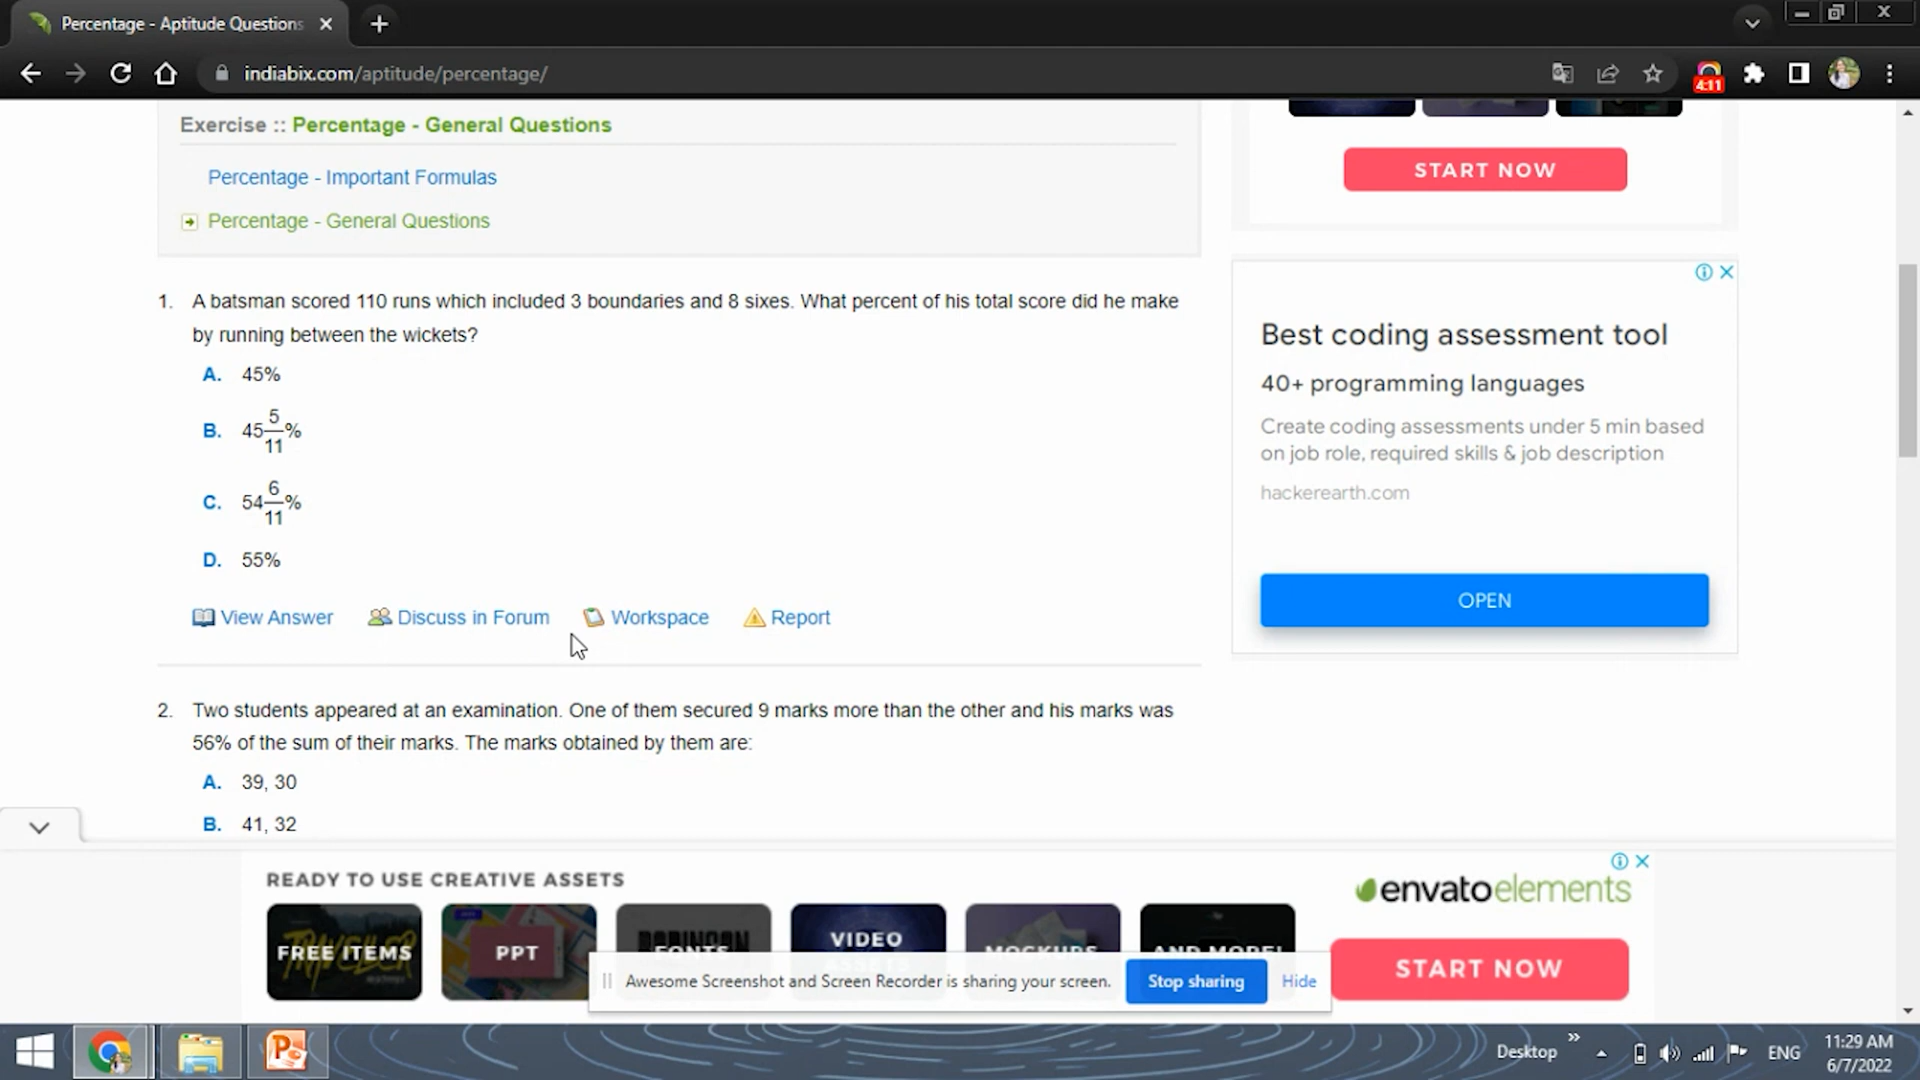 Percentage - Aptitude Questions
indiabix.com/aptitude/percentage/
4:11
Exercise :: Percentage - General Questions
Percentage - Important Formulas
Percentage - General Questions
START NOW
1. A batsman scored 110 runs which included 3 boundaries and 8 sixes. What percent of his total score did he make
by running between the wickets?
A. 45%
B. 45 5/11 %
C. 54 6/11 %
D. 55%
View Answer Discuss in Forum Workspace Report
Best coding assessment tool
40+ programming languages
Create coding assessments under 5 min based
on job role, required skills & job description
hackerearth.com
OPEN
2. Two students appeared at an examination. One of them secured 9 marks more than the other and his marks was
56% of the sum of their marks. The marks obtained by them are:
A. 39, 30
B. 41, 32
READY TO USE CREATIVE ASSETS
envatoelements
FREE ITEMS PPT FONTS VIDEO MOCKUPS AND MORE!
START NOW
Awesome Screenshot and Screen Recorder is sharing your screen. Stop sharing Hide
Desktop ENG 11:29 AM
6/7/2022